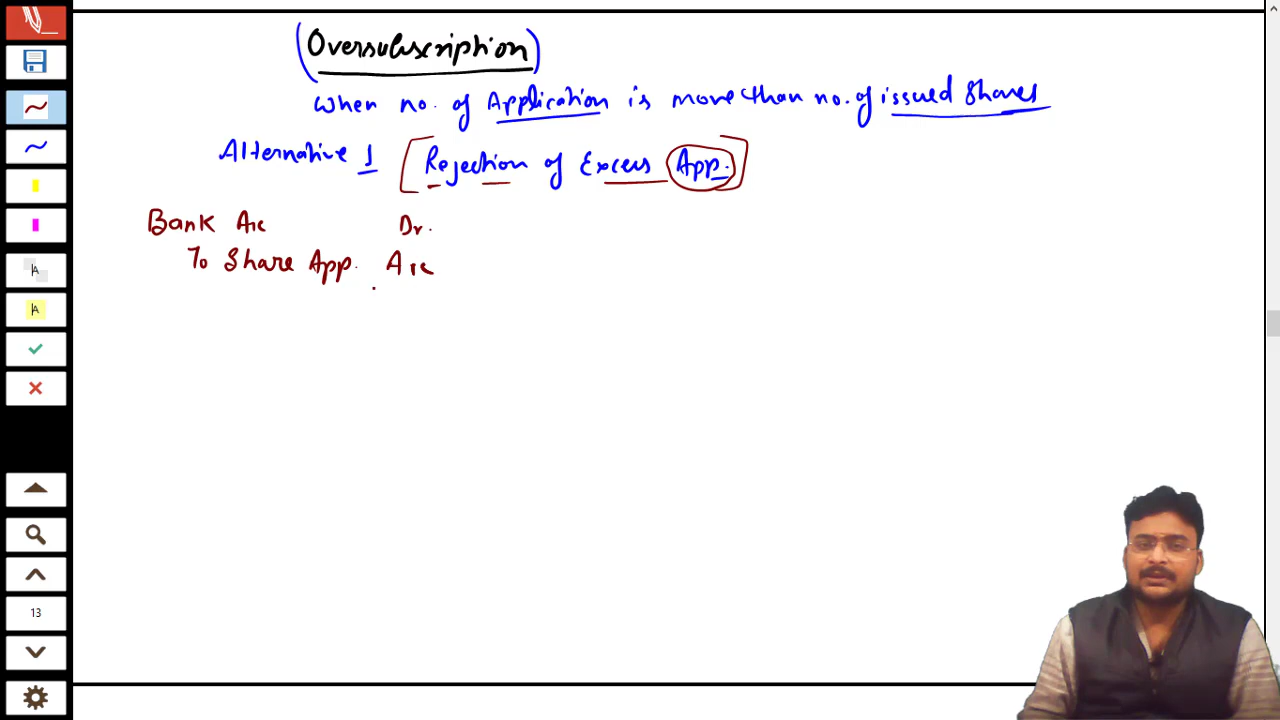 (Oversubscription)
When no. of Application is more than no. of issued Shares
Alternative 1 [Rejection of Excess App.]
Bank A/c Dr.
To Share App. A/c
13